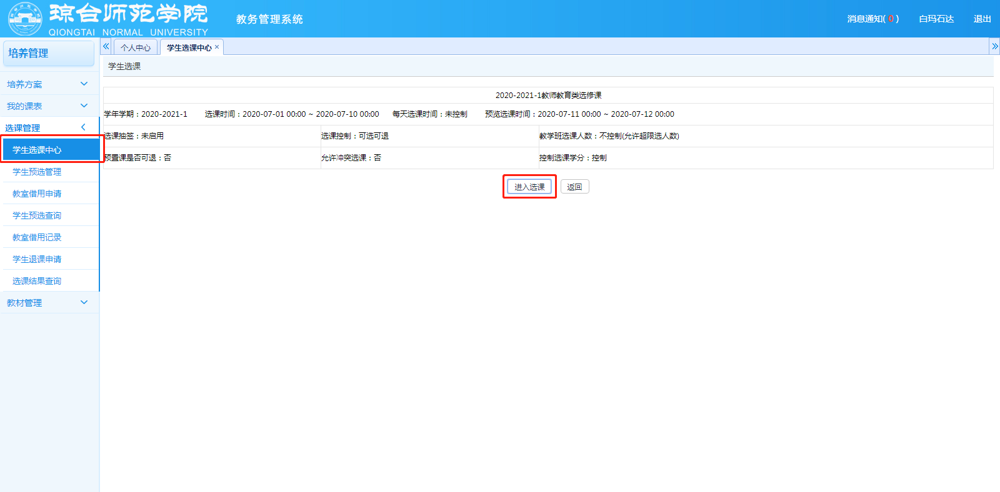 琼台师范学院
QIONGTAI NORMAL UNIVERSITY
教务管理系统
消息通知( 0 ) 白玛石达 退出
培养管理
培养方案
我的课表
选课管理
学生选课中心
学生预选管理
教室借用申请
学生预选查询
教室借用记录
学生退课申请
选课结果查询
教材管理
个人中心 学生选课中心 ×
学生选课
2020-2021-1教师教育类选修课
学年学期：2020-2021-1 选课时间：2020-07-01 00:00 ~ 2020-07-10 00:00 每天选课时间：未控制 预览选课时间：2020-07-11 00:00 ~ 2020-07-12 00:00
选课抽签：未启用 选课控制：可选可退 教学班选课人数：不控制(允许超限选人数)
预置课是否可退：否 允许冲突选课：否 控制选课学分：控制
进入选课 返回